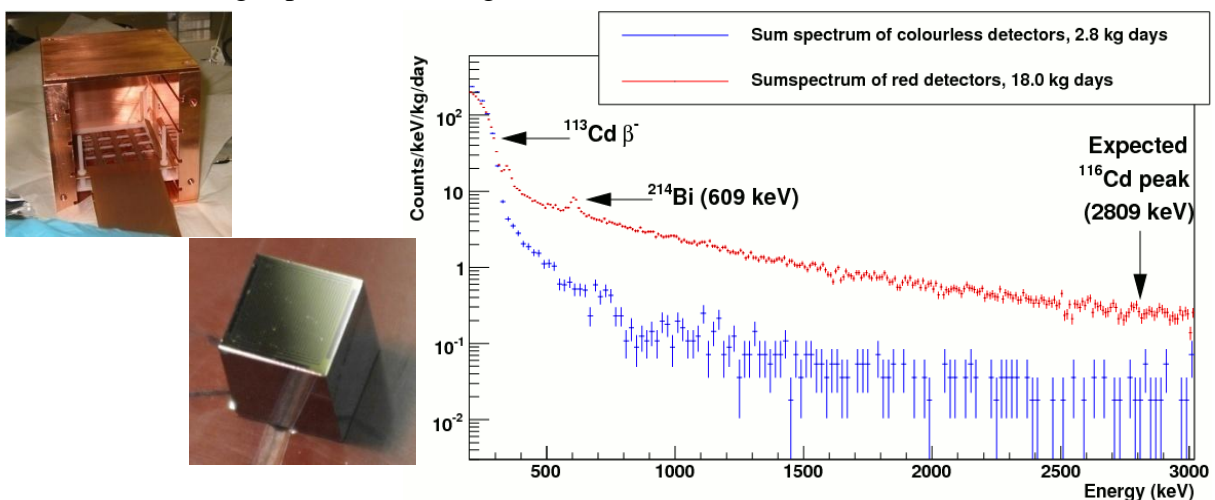 Sum spectrum of colourless detectors, 2.8 kg days
Sumspectrum of red detectors, 18.0 kg days
Counts/keV/kg/day
10²
10
1
10⁻¹
10⁻²
¹¹³Cd β⁻
²¹⁴Bi (609 keV)
Expected
¹¹⁶Cd peak
(2809 keV)
500
1000
1500
2000
2500
3000
Energy (keV)